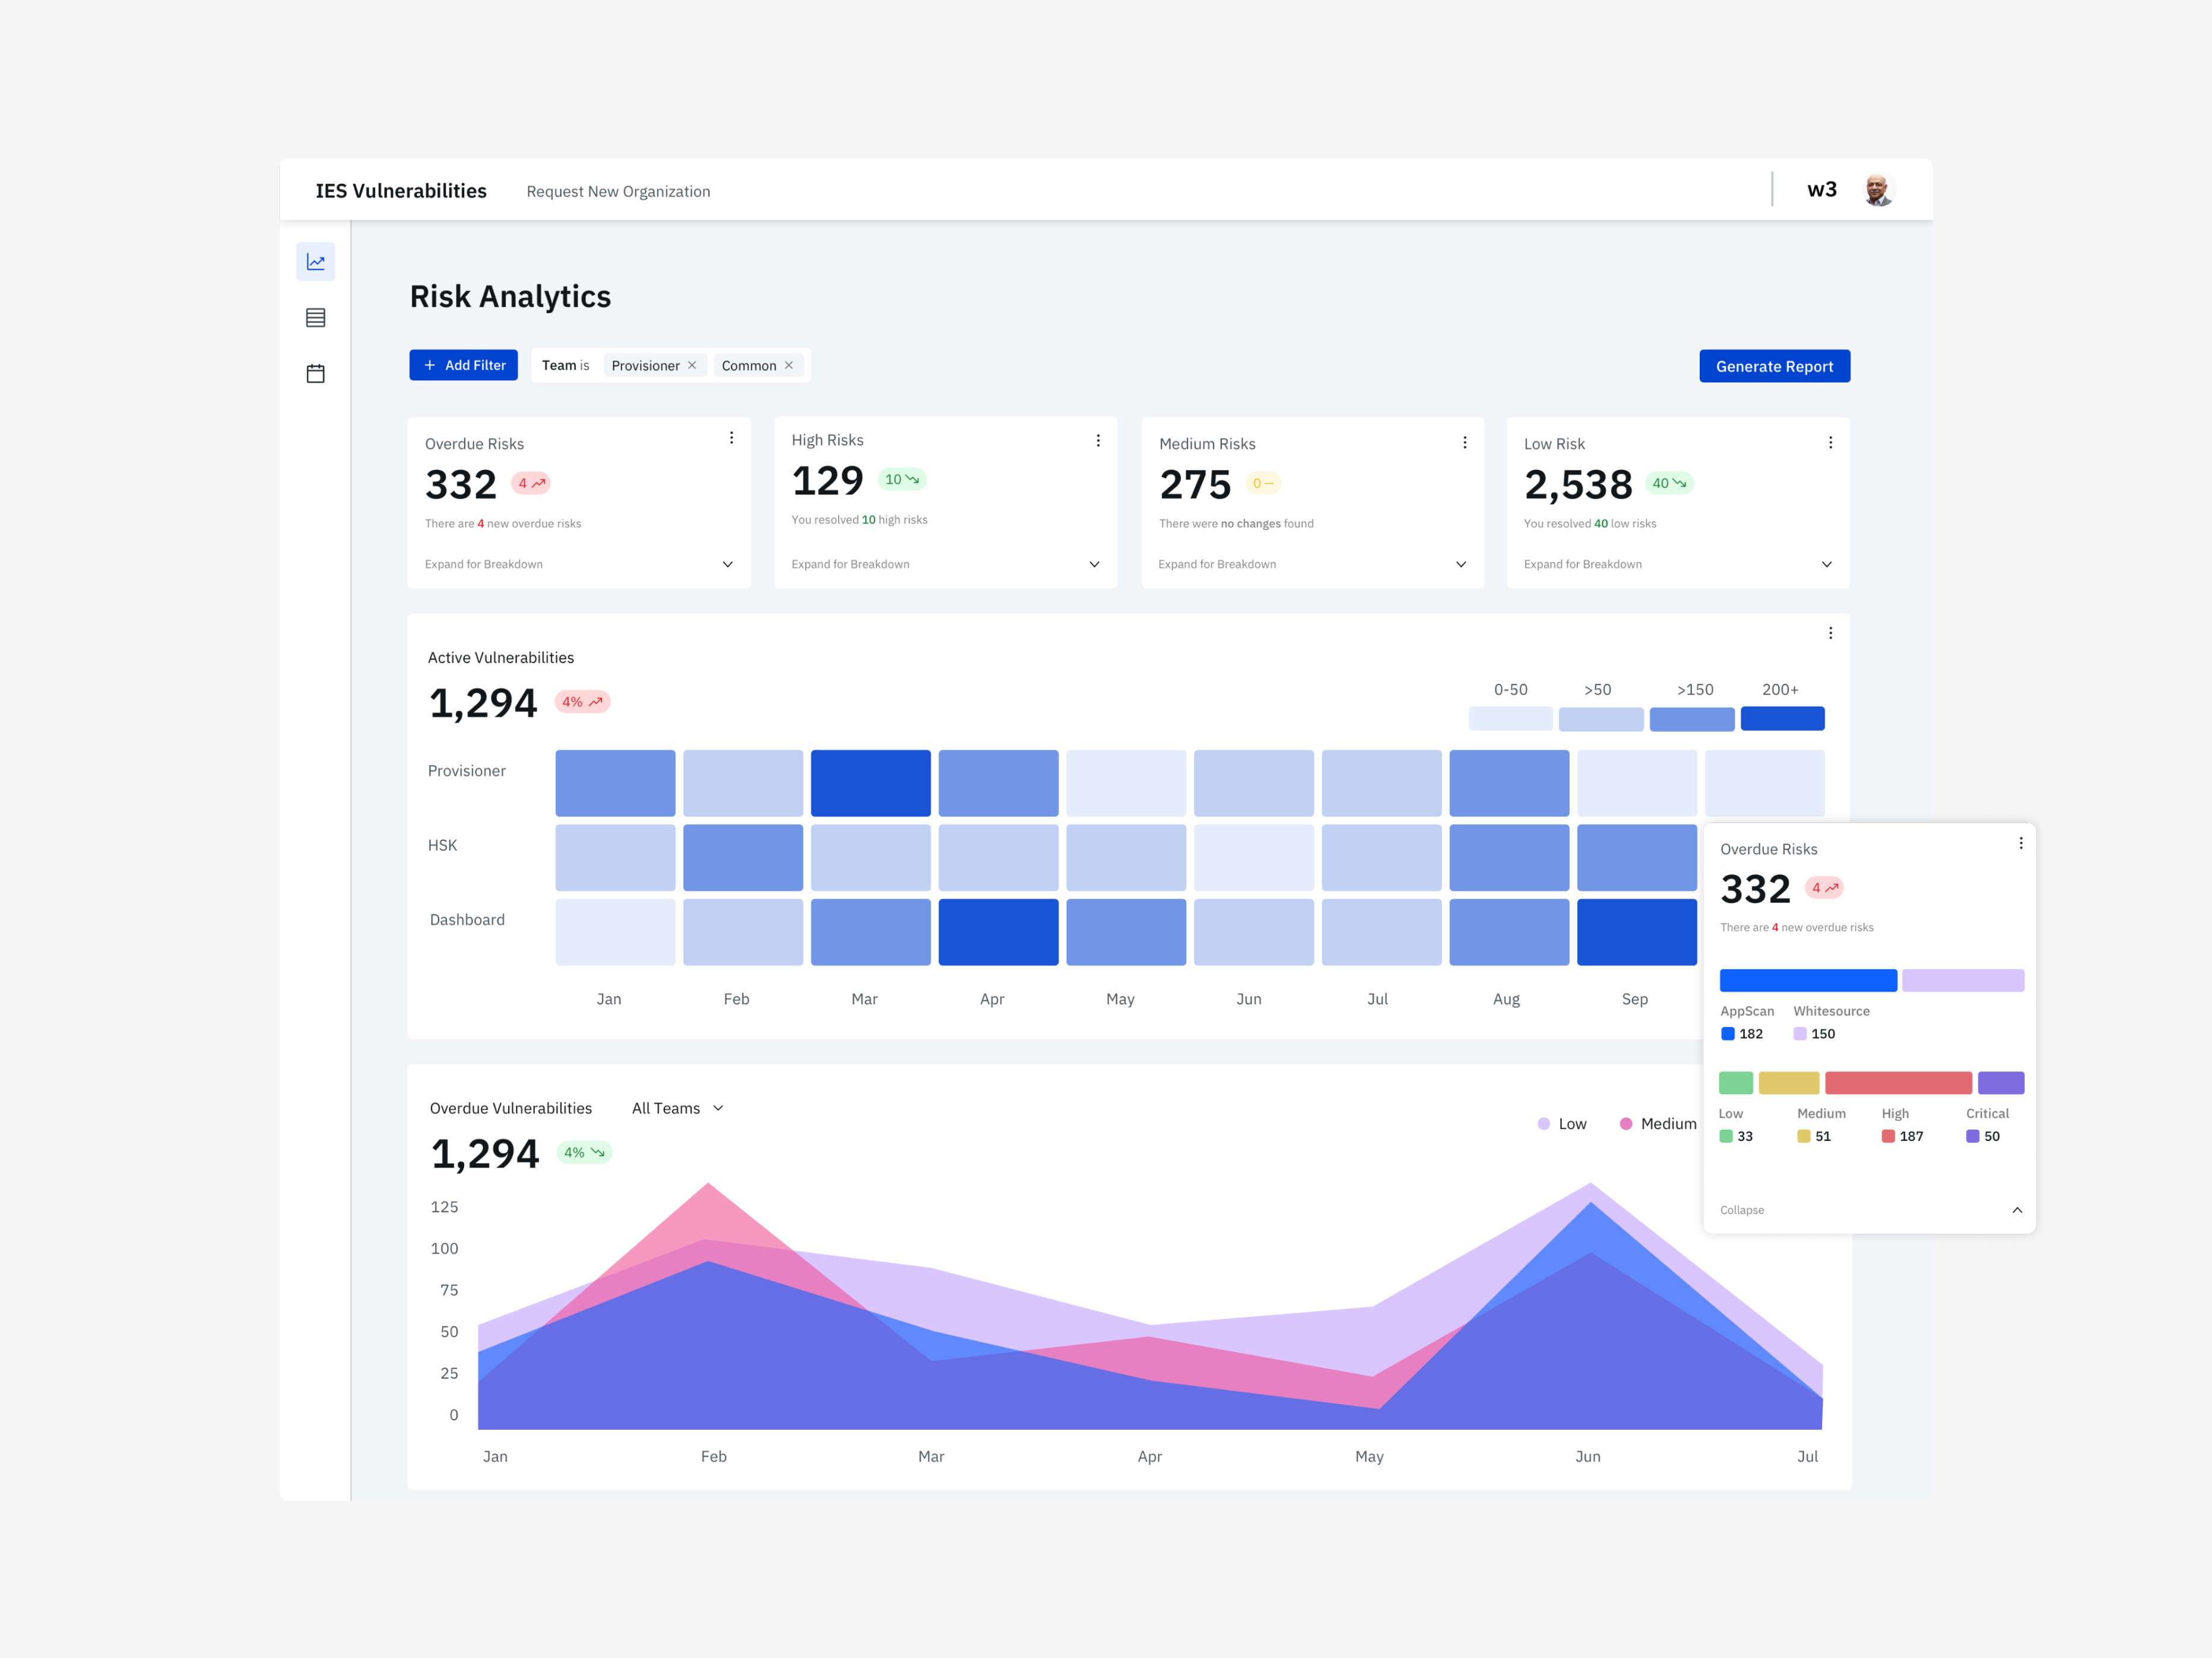 IES Vulnerabilities Request New Organization w3
Risk Analytics
+ Add Filter Team is Provisioner × Common × Generate Report
Overdue Risks
332 4
There are 4 new overdue risks
Expand for Breakdown
High Risks
129 10
You resolved 10 high risks
Expand for Breakdown
Medium Risks
275 0 –
There were no changes found
Expand for Breakdown
Low Risk
2,538 40
You resolved 40 low risks
Expand for Breakdown
Active Vulnerabilities
1,294 4%
0-50 >50 >150 200+
Provisioner
HSK
Dashboard
Jan Feb Mar Apr May Jun Jul Aug Sep
Overdue Risks
332 4
There are 4 new overdue risks
AppScan Whitesource
182 150
Low Medium High Critical
33 51 187 50
Collapse
Overdue Vulnerabilities All Teams
1,294 4%
Low Medium
125
100
75
50
25
0
Jan Feb Mar Apr May Jun Jul